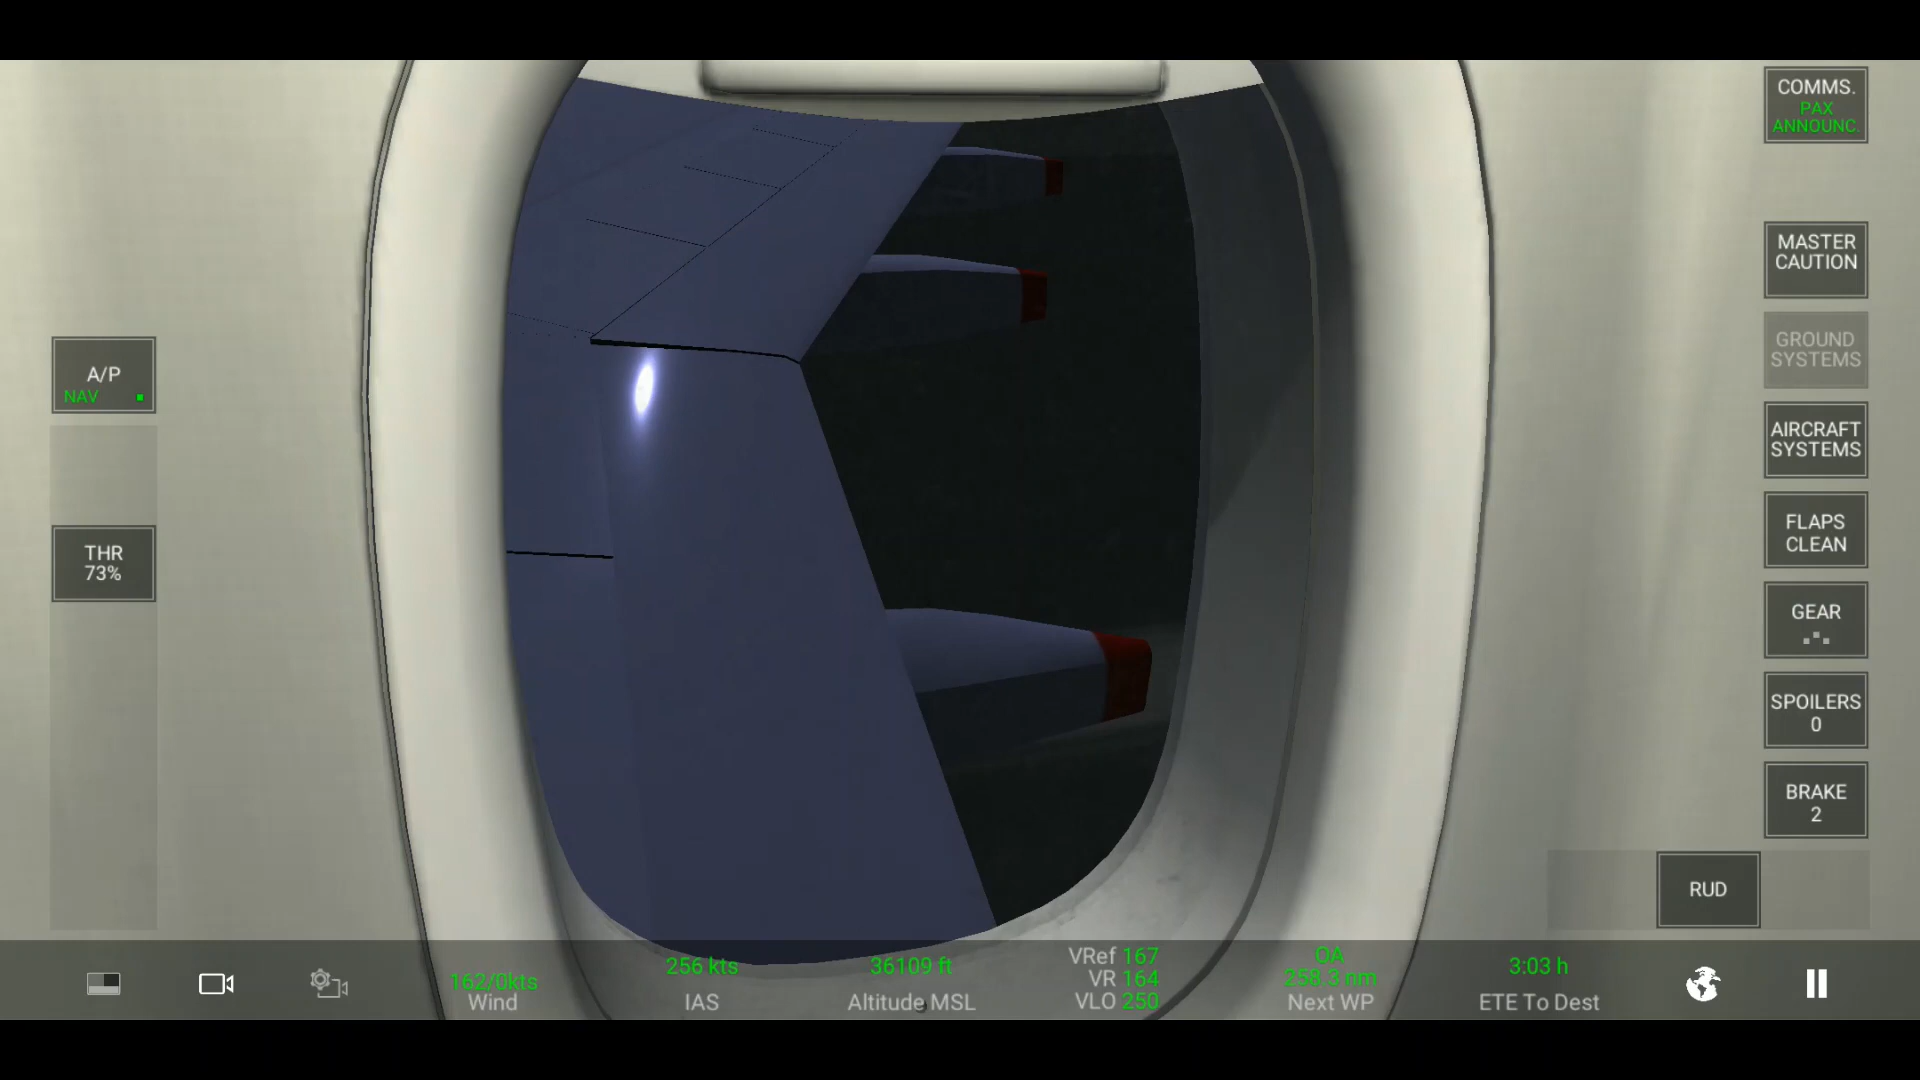 COMMS.
PAX
ANNOUNC.
MASTER
CAUTION
GROUND
SYSTEMS
A/P
NAV
AIRCRAFT
SYSTEMS
FLAPS
CLEAN
THR
73%
GEAR
SPOILERS
0
BRAKE
2
RUD
162/0kts
Wind
256 kts
IAS
36109 ft
Altitude MSL
VRef 167
VR 164
VLO 250
OA
258.3 nm
Next WP
3:03 h
ETE To Dest